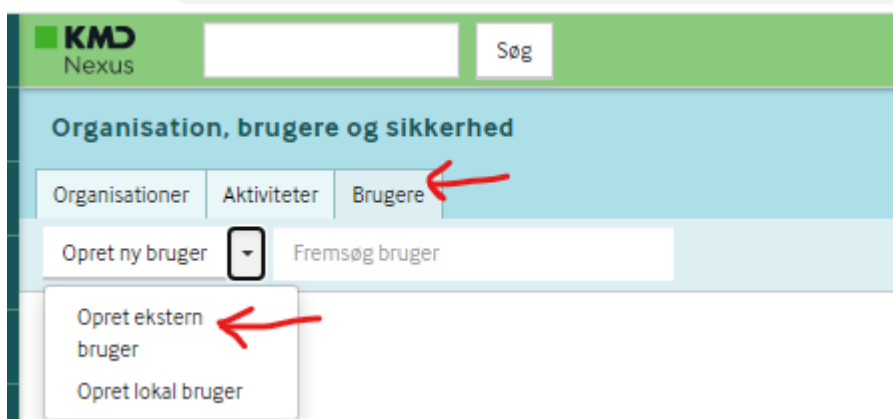 KMD
Nexus
Søg
Organisation, brugere og sikkerhed
Organisationer Aktiviteter Brugere
Opret ny bruger Fremsøg bruger
Opret ekstern
bruger
Opret lokal bruger